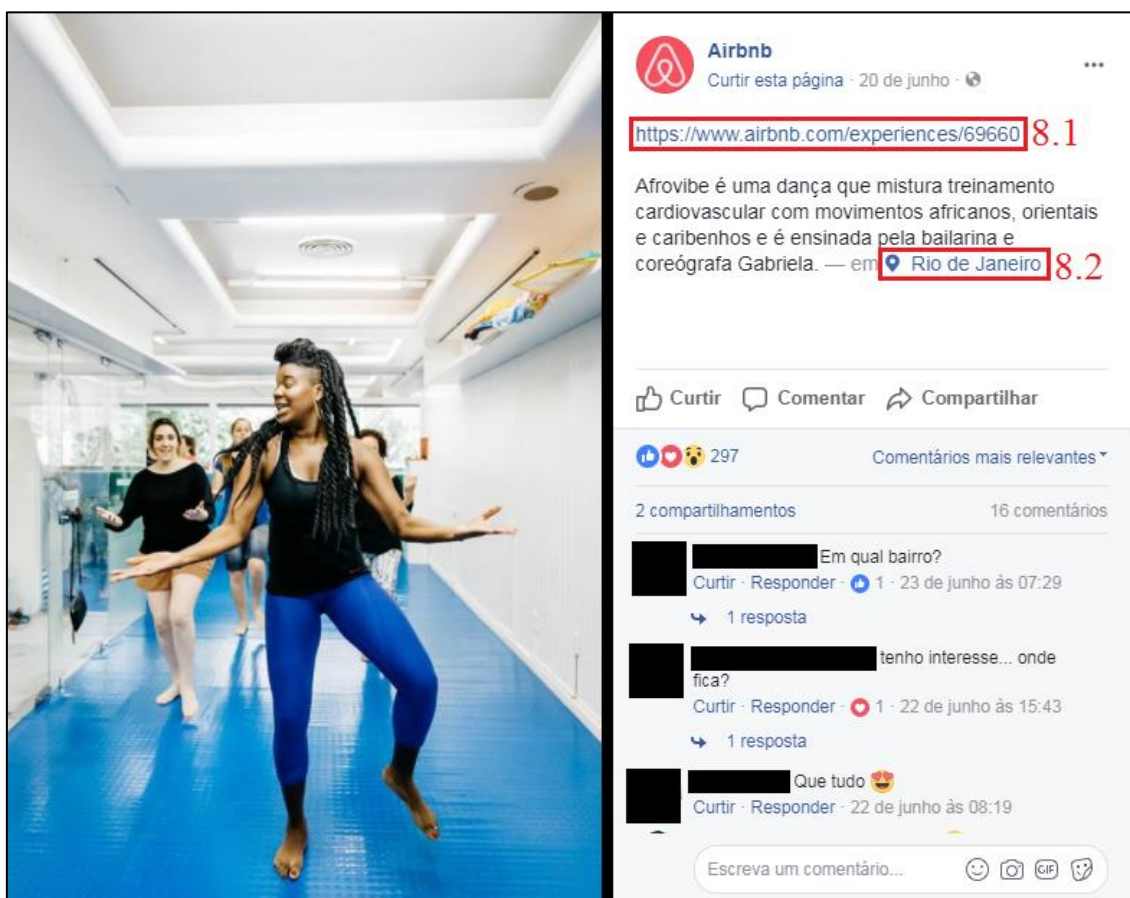 Airbnb
Curtir esta página · 20 de junho ·
https://www.airbnb.com/experiences/69660 8.1
Afrovibe é uma dança que mistura treinamento
cardiovascular com movimentos africanos, orientais
e caribenhos e é ensinada pela bailarina e
coreógrafa Gabriela. — em Rio de Janeiro 8.2
Curtir Comentar Compartilhar
297 Comentários mais relevantes
2 compartilhamentos 16 comentários
Em qual bairro?
Curtir · Responder · 1 · 23 de junho às 07:29
1 resposta
tenho interesse... onde
fica?
Curtir · Responder · 1 · 22 de junho às 15:43
1 resposta
Que tudo 😍
Curtir · Responder · 22 de junho às 08:19
Escreva um comentário... GIF